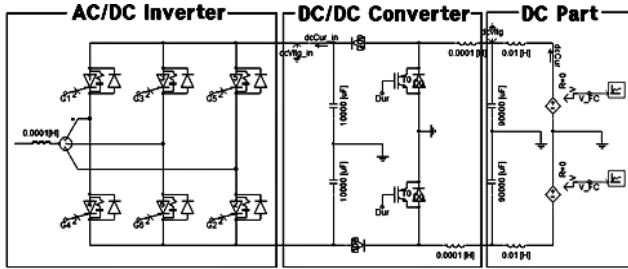 AC/DC Inverter
DC/DC Converter
DC Part
dcCur_in
dcVltg_in
dcVltg
0.0001 [H]
0.01 [H]
dcCur
R=0
V
V_FC
G1
G3
G5
T0
Dur
10000 [uF]
90000 [uF]
0.0001[H]
10000 [uF]
90000 [uF]
R=0
V
V_FC
G4
G6
G2
T0
Dur
0.0001 [H]
0.01 [H]